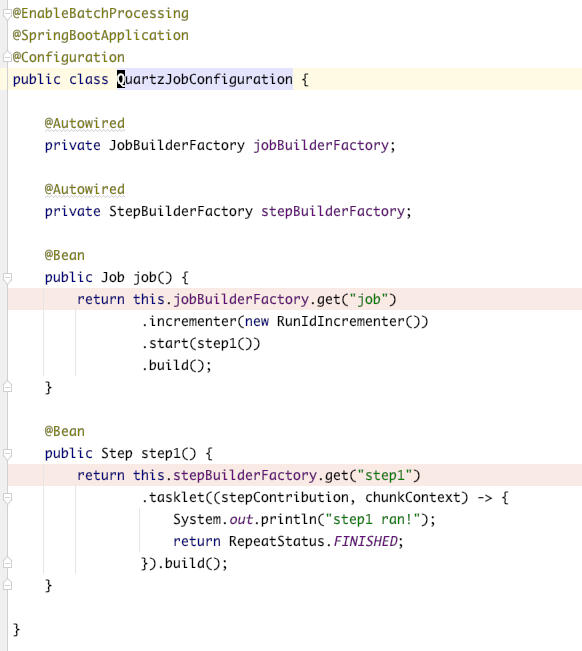 @EnableBatchProcessing
@SpringBootApplication
@Configuration
public class QuartzJobConfiguration {
@Autowired
private JobBuilderFactory jobBuilderFactory;
@Autowired
private StepBuilderFactory stepBuilderFactory;
@Bean
public Job job() {
return this.jobBuilderFactory.get("job")
.incrementer(new RunIdIncrementer())
.start(step1())
.build();
}
@Bean
public Step step1() {
return this.stepBuilderFactory.get("step1")
.tasklet((stepContribution, chunkContext) -> {
System.out.println("step1 ran!");
return RepeatStatus.FINISHED;
}).build();
}
}